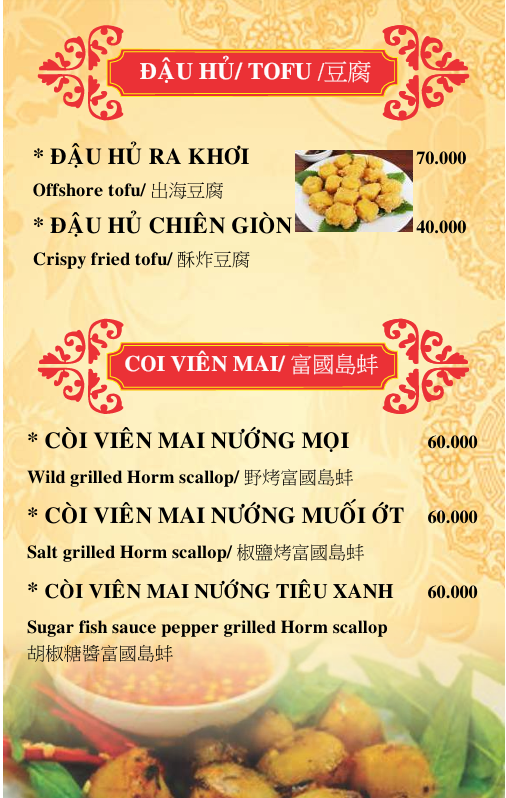 ĐẬU HỦ/ TOFU /豆腐
* ĐẬU HỦ RA KHƠI 70.000
Offshore tofu/ 出海豆腐
* ĐẬU HỦ CHIÊN GIÒN 40.000
Crispy fried tofu/ 酥炸豆腐
COI VIÊN MAI/ 富國島蚌
* CÒI VIÊN MAI NƯỚNG MỌI 60.000
Wild grilled Horm scallop/ 野烤富國島蚌
* CÒI VIÊN MAI NƯỚNG MUỐI ỚT 60.000
Salt grilled Horm scallop/ 椒鹽烤富國島蚌
* CÒI VIÊN MAI NƯỚNG TIÊU XANH 60.000
Sugar fish sauce pepper grilled Horm scallop
胡椒糖醬富國島蚌